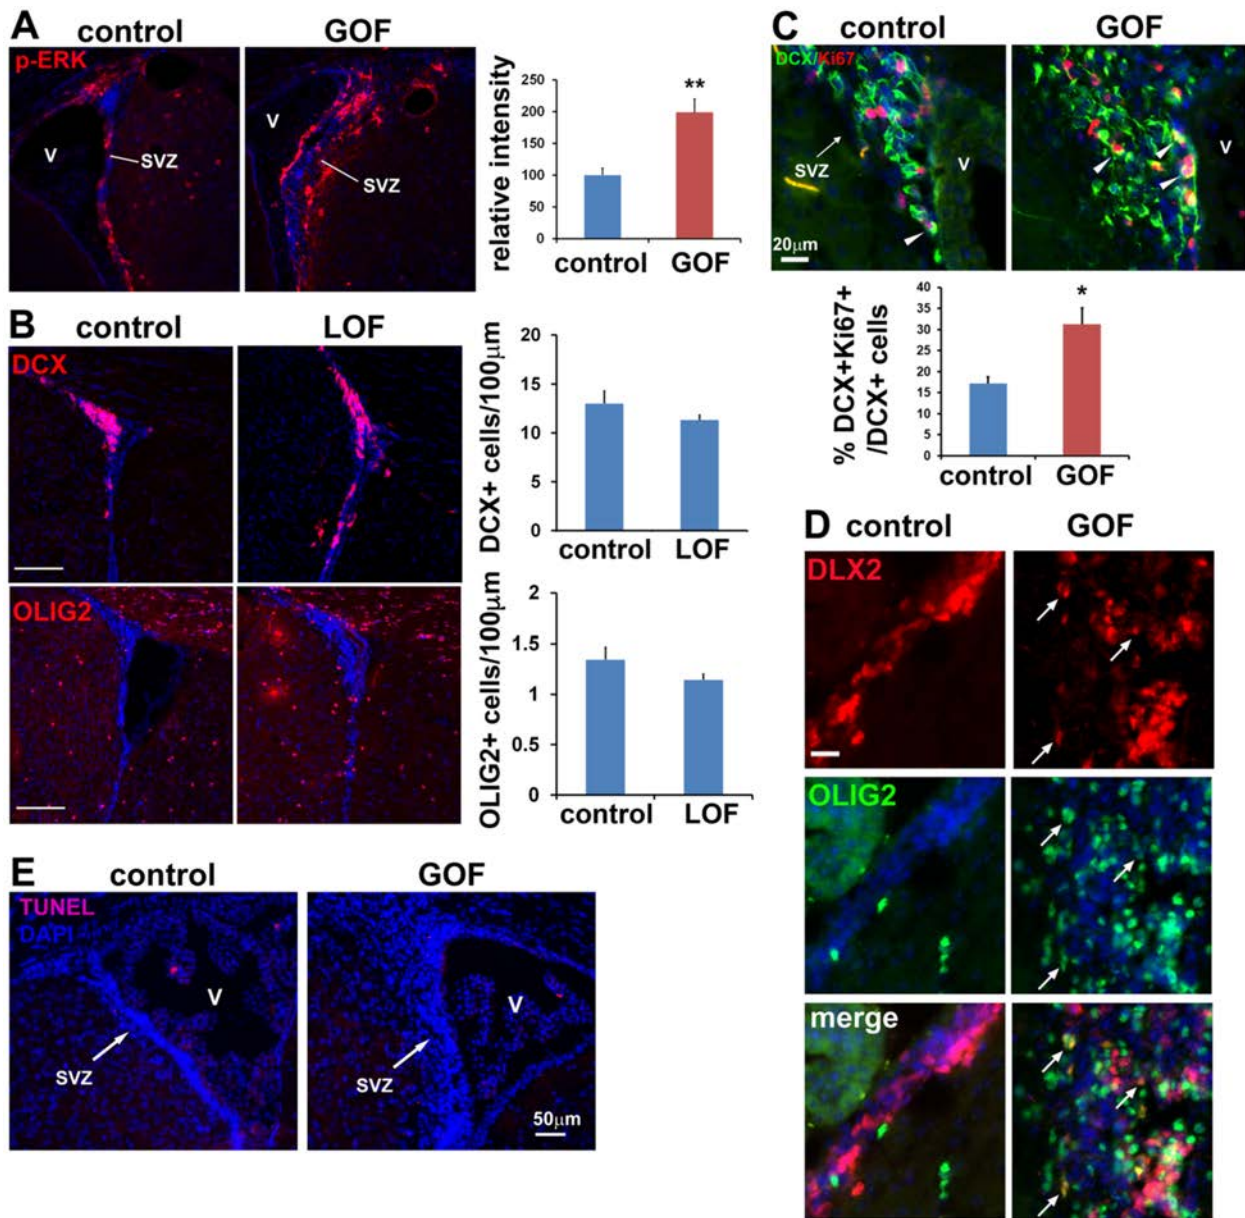 A
control
GOF
p-ERK
V
SVZ
V
SVZ
relative intensity
250
200
150
100
50
0
**
control
GOF
B
control
LOF
DCX
OLIG2
DCX+ cells/100μm
20
15
10
5
0
control
LOF
OLIG2+ cells/100μm
2
1.5
1
0.5
0
control
LOF
C
control
GOF
DCX/Ki67
SVZ
V
20μm
V
% DCX+Ki67+
/DCX+ cells
40
35
30
25
20
15
10
5
0
*
control
GOF
D
control
GOF
DLX2
OLIG2
merge
E
control
GOF
TUNEL
DAPI
V
SVZ
V
SVZ
50μm